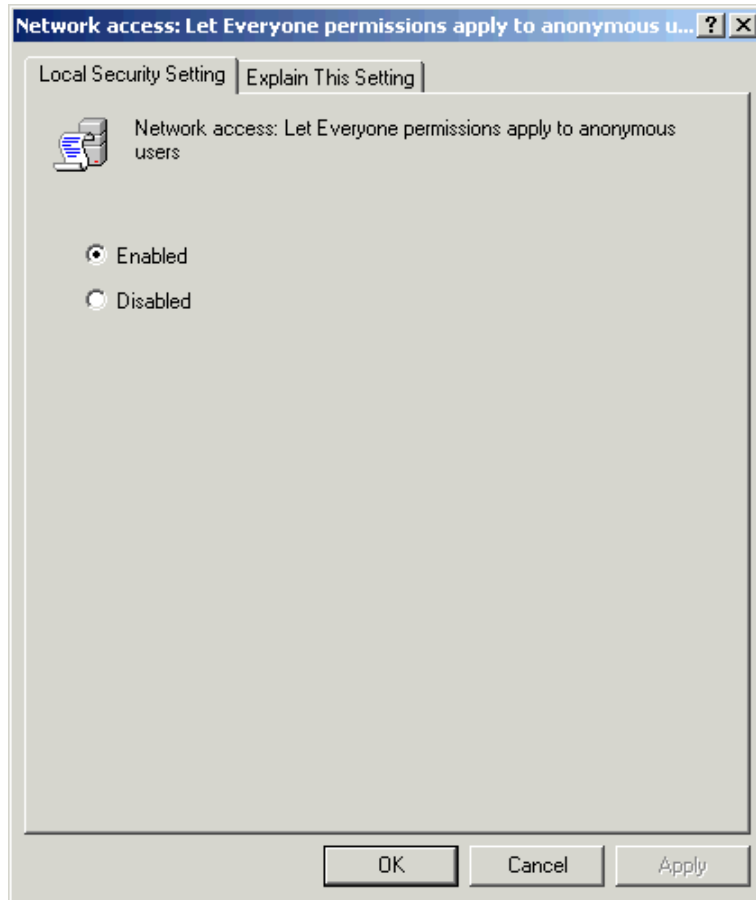 Network access: Let Everyone permissions apply to anonymous u...
Local Security Setting
Explain This Setting
Network access: Let Everyone permissions apply to anonymous
users
Enabled
Disabled
OK
Cancel
Apply